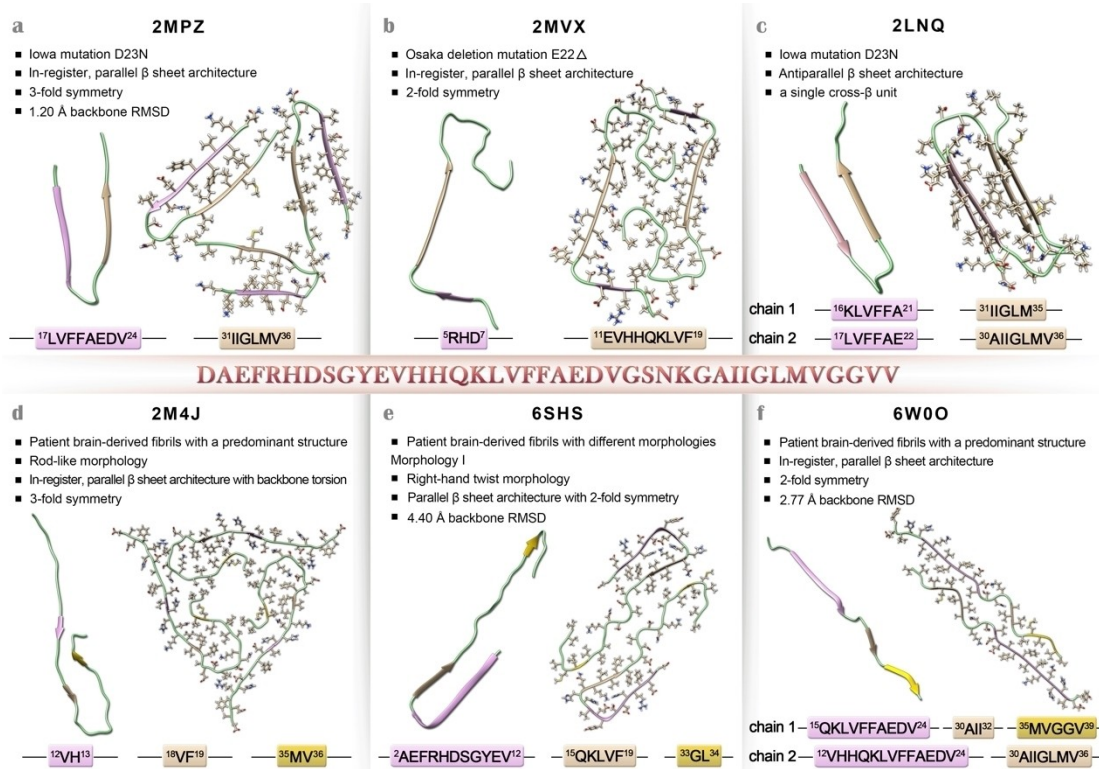 a
2MPZ
■ Iowa mutation D23N
■ In-register, parallel β sheet architecture
■ 3-fold symmetry
■ 1.20 Å backbone RMSD
¹⁷LVFFAEDV²⁴ ³¹IIGLMV³⁶
b
2MVX
■ Osaka deletion mutation E22△
■ In-register, parallel β sheet architecture
■ 2-fold symmetry
⁵RHD⁷ ¹¹EVHHQKLVF¹⁹
c
2LNQ
■ Iowa mutation D23N
■ Antiparallel β sheet architecture
■ a single cross-β unit
chain 1 ¹⁶KLVFFA²¹ ³¹IIGLM³⁵
chain 2 ¹⁷LVFFAE²² ³⁰AIIGLMV³⁶
DAEFRHDSGYEVHHQKLVFFAEDVGSNKGAIIGLMVGGVV
d
2M4J
■ Patient brain-derived fibrils with a predominant structure
■ Rod-like morphology
■ In-register, parallel β sheet architecture with backbone torsion
■ 3-fold symmetry
¹²VH¹³ ¹⁸VF¹⁹ ³⁵MV³⁶
e
6SHS
■ Patient brain-derived fibrils with different morphologies
Morphology I
■ Right-hand twist morphology
■ Parallel β sheet architecture with 2-fold symmetry
■ 4.40 Å backbone RMSD
²AEFRHDSGYEV¹² ¹⁵QKLVF¹⁹ ³³GL³⁴
f
6W0O
■ Patient brain-derived fibrils with a predominant structure
■ In-register, parallel β sheet architecture
■ 2-fold symmetry
■ 2.77 Å backbone RMSD
chain 1 ¹⁵QKLVFFAEDV²⁴ ³⁰AII³² ³⁵MVGGV³⁹
chain 2 ¹²VHHQKLVFFAEDV²⁴ ³⁰AIIGLMV³⁶